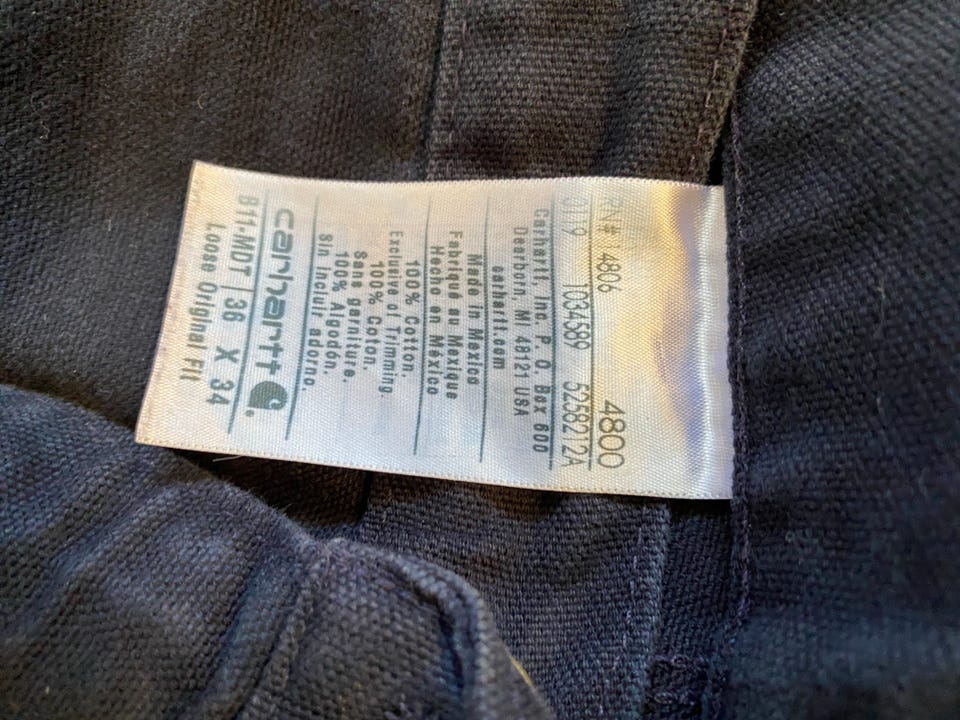 RN# 14806 4800
0119 1034589 5258212A
Carhartt, Inc. P.O. Box 600
Dearborn, MI 48121 USA
carhartt.com
Made in Mexico
Fabriqué au Mexique
Hecho en México
100% Cotton.
Exclusive of Trimming.
100% Coton.
Sans garniture.
100% Algodón.
Sin incluir adorno.
carhartt
B11-MDT | 36 X 34
Loose Original Fit